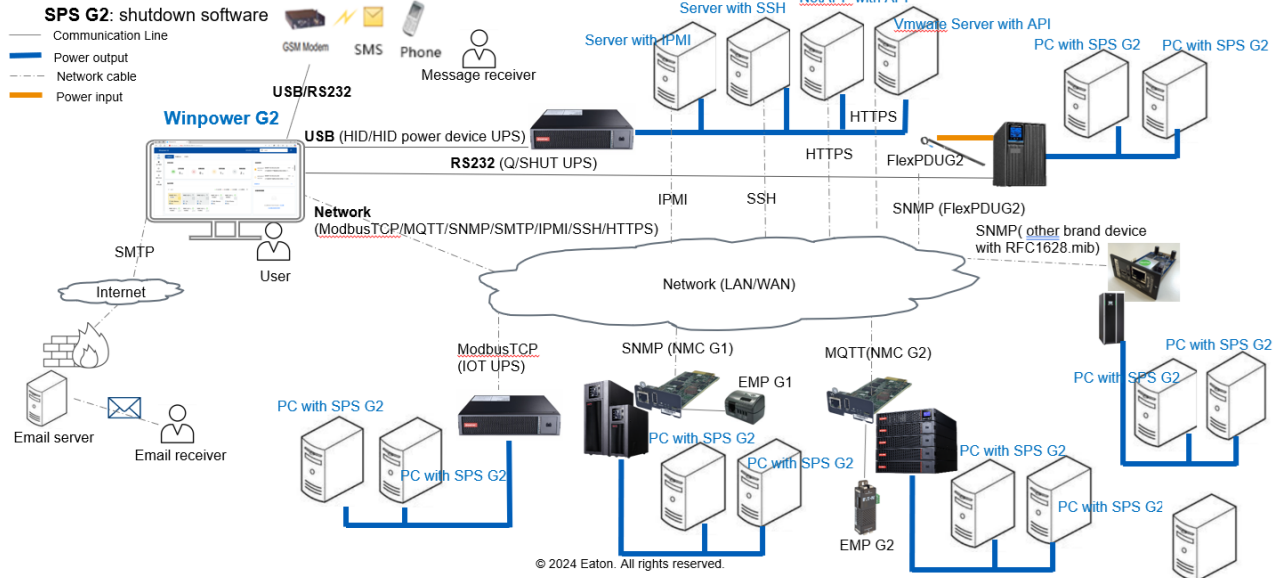 SPS G2: shutdown software
Communication Line
Power output
Network cable
Power input
GSM Modem
SMS
Phone
Message receiver
USB/RS232
Winpower G2
USB (HID/HID power device UPS)
RS232 (Q/SHUT UPS)
Network
(ModbusTCP/MQTT/SNMP/SMTP/IPMI/SSH/HTTPS)
User
SMTP
Internet
Email server
Email receiver
Server with IPMI
Server with SSH
Vmware Server with API
PC with SPS G2
PC with SPS G2
HTTPS
HTTPS
IPMI
SSH
FlexPDUG2
SNMP (FlexPDUG2)
SNMP( other brand device
with RFC1628.mib)
Network (LAN/WAN)
ModbusTCP
(IOT UPS)
SNMP (NMC G1)
MQTT(NMC G2)
EMP G1
EMP G2
PC with SPS G2
PC with SPS G2
PC with SPS G2
PC with SPS G2
PC with SPS G2
PC with SPS G2
PC with SPS G2
PC with SPS G2
© 2024 Eaton. All rights reserved.